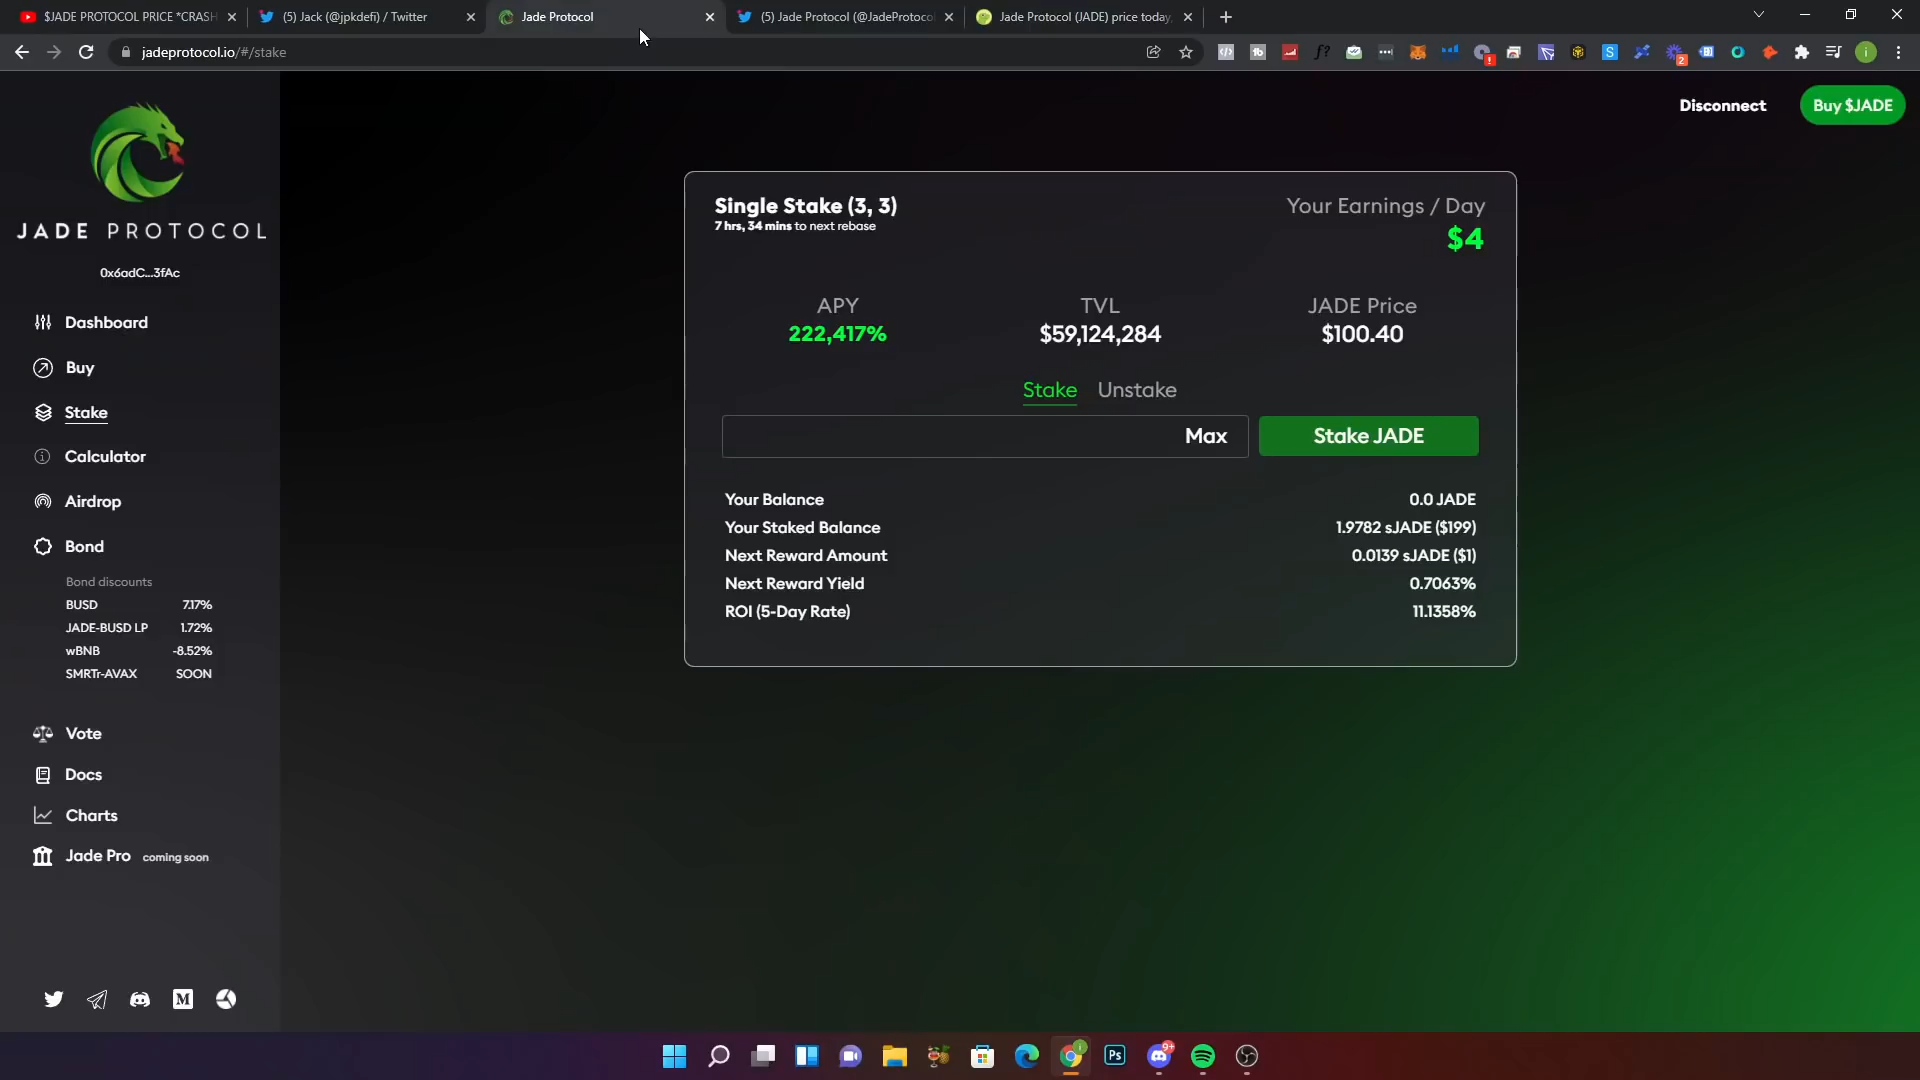 $JADE PROTOCOL PRICE *CRASH
(5) Jack (@jpkdefi) / Twitter
Jade Protocol
(5) Jade Protocol (@JadeProtocol
Jade Protocol (JADE) price today,
jadeprotocol.io/#/stake
Disconnect
Buy $JADE
JADE PROTOCOL
0x6adC...3fAc
Dashboard
Buy
Stake
Calculator
Airdrop
Bond
Bond discounts
BUSD 7.17%
JADE-BUSD LP 1.72%
wBNB -8.52%
SMRTr-AVAX SOON
Vote
Docs
Charts
Jade Pro coming soon
Single Stake (3, 3)
7 hrs, 34 mins to next rebase
Your Earnings / Day
$4
APY TVL JADE Price
222,417% $59,124,284 $100.40
Stake Unstake
Max Stake JADE
Your Balance 0.0 JADE
Your Staked Balance 1.9782 sJADE ($199)
Next Reward Amount 0.0139 sJADE ($1)
Next Reward Yield 0.7063%
ROI (5-Day Rate) 11.1358%